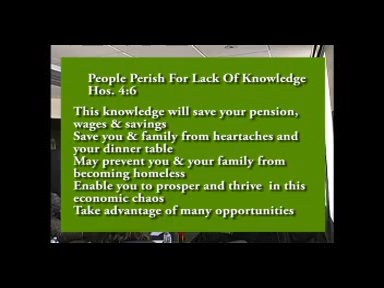 People Perish For Lack Of Knowledge
Hos. 4:6
This knowledge will save your pension,
wages & savings
Save you & family from heartaches and
your dinner table
May prevent you & your family from
becoming homeless
Enable you to prosper and thrive in this
economic chaos
Take advantage of many opportunities